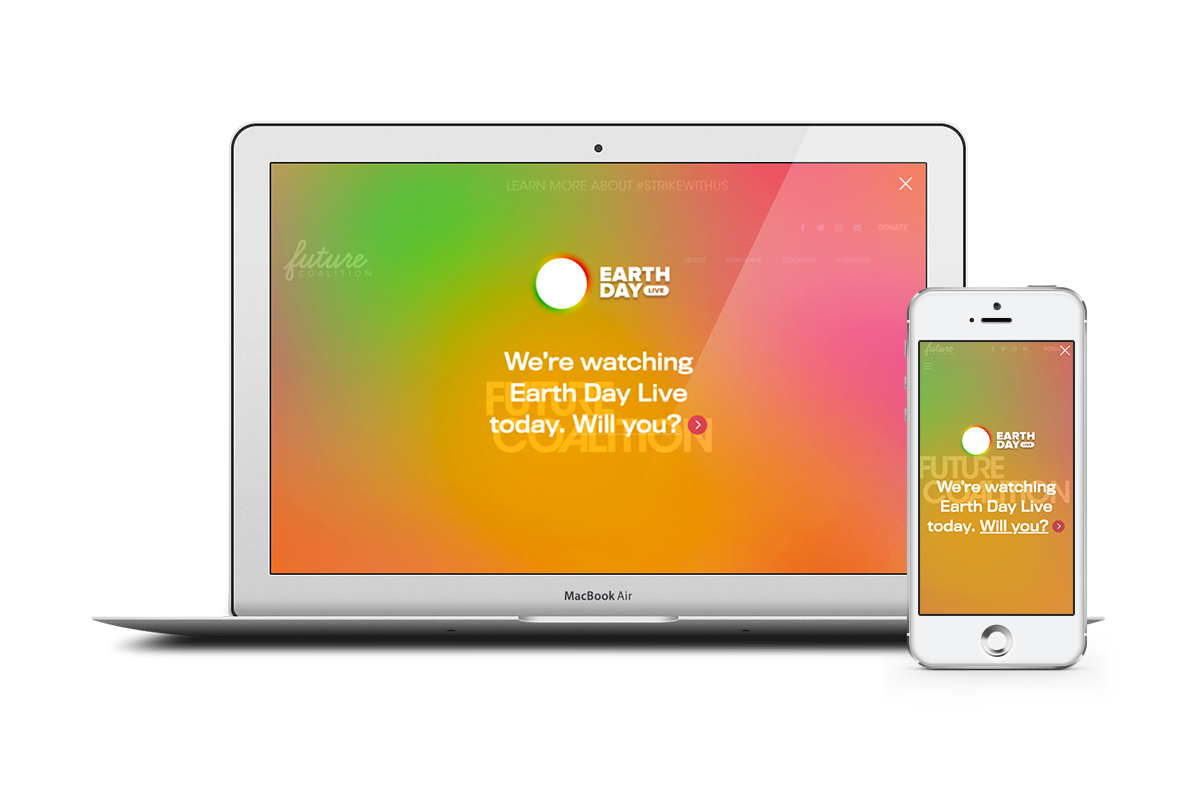 LEARN MORE ABOUT #STRIKEWITHUS
DONATE
future
COALITION
about members programs initiatives
EARTH
DAY LIVE
We're watching
Earth Day Live
today. Will you?
FUTURE
COALITION
MacBook Air
future
EARTH
DAY LIVE
FUTURE
COALITION
We're watching
Earth Day Live
today. Will you?